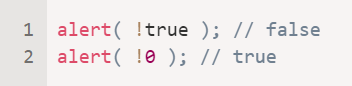 1 alert( !true ); // false
2 alert( !0 ); // true